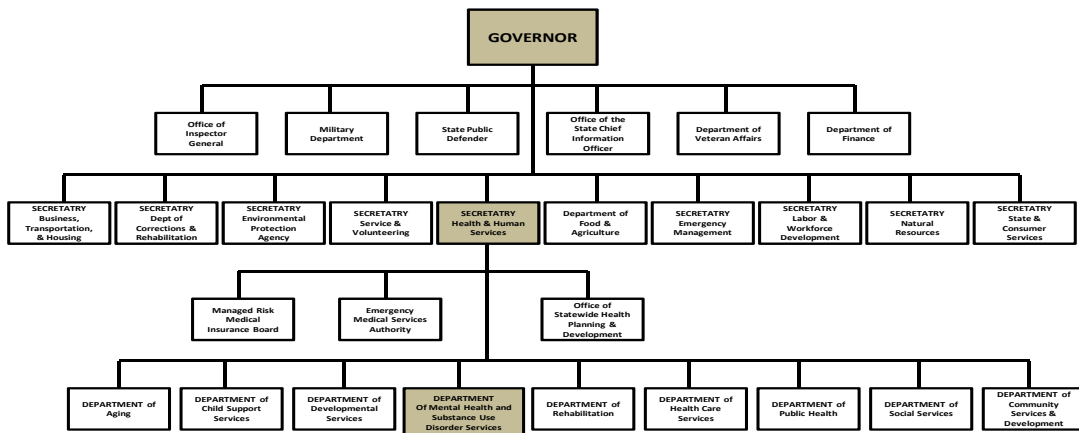 GOVERNOR
Office of
Inspector
General
Military
Department
State Public
Defender
Office of the
State Chief
Information
Officer
Department of
Veteran Affairs
Department of
Finance
SECRETATRY
Business,
Transportation,
& Housing
SECRETATRY
Dept of
Corrections &
Rehabilitation
SECRETATRY
Environmental
Protection
Agency
SECRETATRY
Service &
Volunteering
SECRETATRY
Health & Human
Services
Department of
Food &
Agriculture
SECRETATRY
Emergency
Management
SECRETATRY
Labor &
Workforce
Development
SECRETATRY
Natural
Resources
SECRETATRY
State &
Consumer
Services
Managed Risk
Medical
Insurance Board
Emergency
Medical Services
Authority
Office of
Statewide Health
Planning &
Development
DEPARTMENT of
Aging
DEPARTMENT of
Child Support
Services
DEPARTMENT of
Developmental
Services
DEPARTMENT
Of Mental Health and
Substance Use
Disorder Services
DEPARTMENT of
Rehabilitation
DEPARTMENT of
Health Care
Services
DEPARTMENT of
Public Health
DEPARTMENT of
Social Services
DEPARTMENT of
Community
Services &
Development